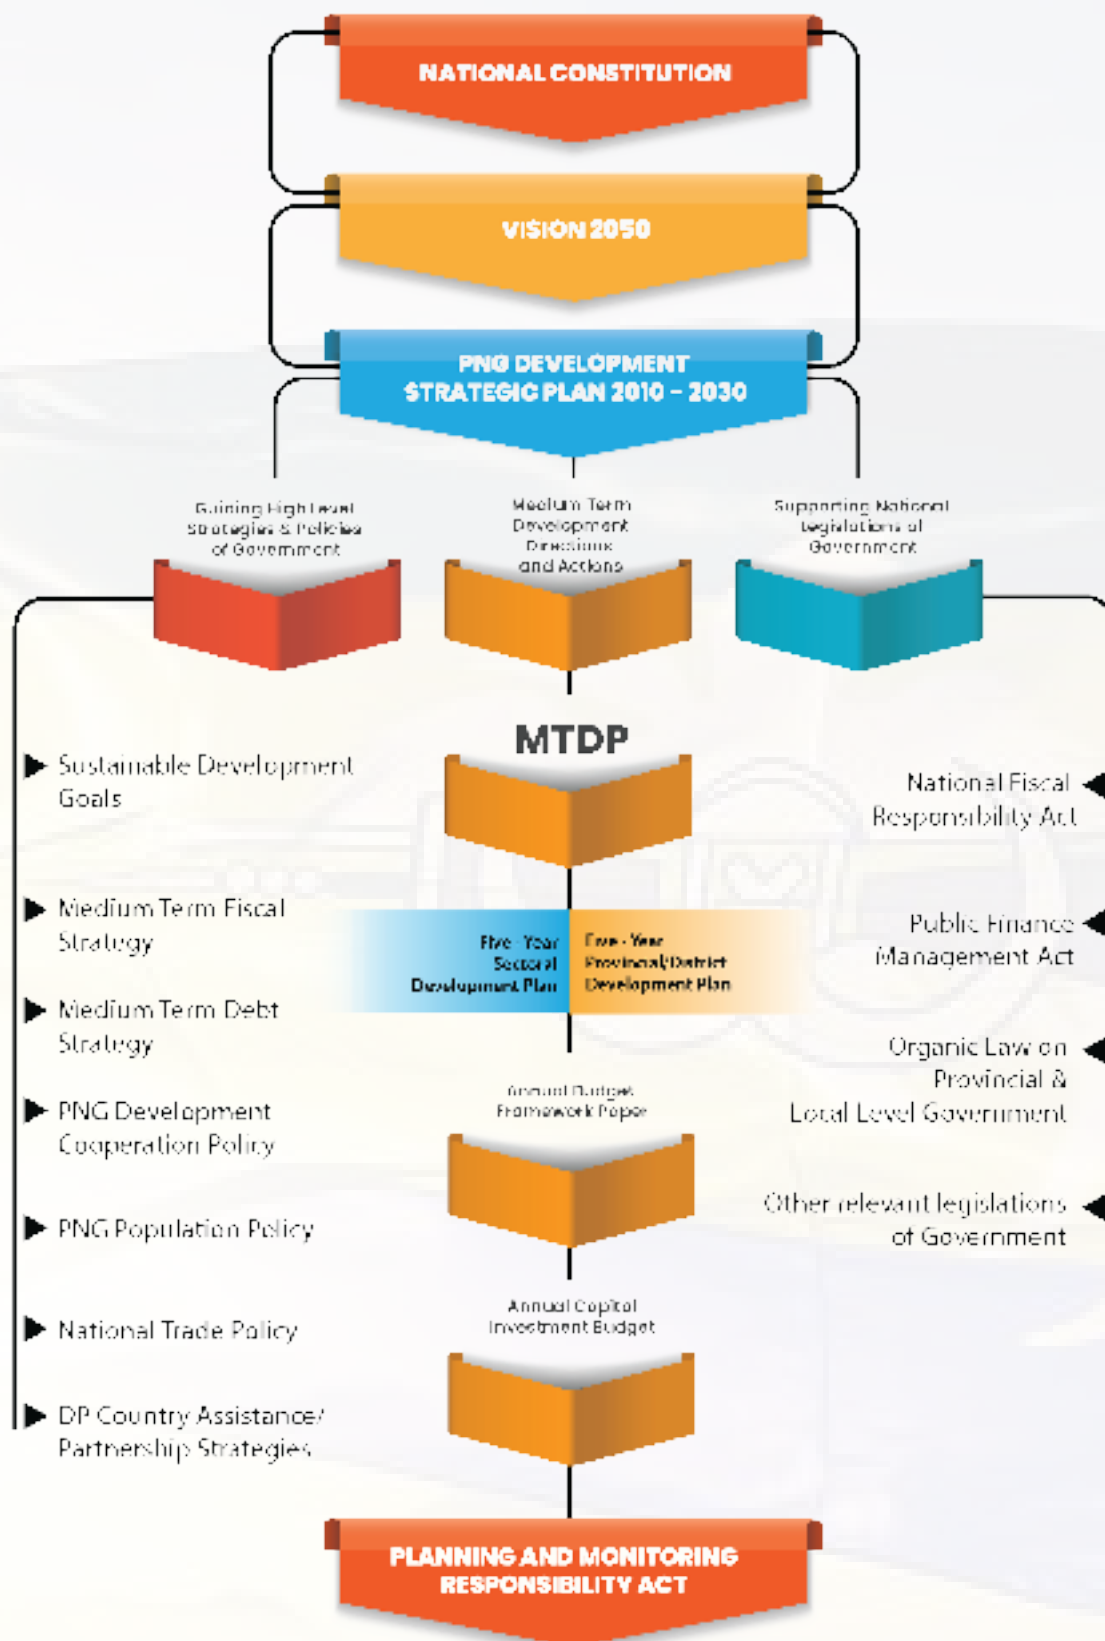 NATIONAL CONSTITUTION
VISION 2050
PNG DEVELOPMENT
STRATEGIC PLAN 2010 – 2030
Guiding High Level
Strategies & Policies
of Government
Medium Term
Development
Directions
and Actions
Supporting National
Legislations of
Government
MTDP
Sustainable Development
Goals
Medium Term Fiscal
Strategy
Medium Term Debt
Strategy
PNG Development
Cooperation Policy
PNG Population Policy
National Trade Policy
DP Country Assistance/
Partnership Strategies
Five - Year
Sectoral
Development Plan
Five - Year
Provincial/District
Development Plan
Annual Budget
Framework Paper
Annual Capital
Investment Budget
National Fiscal
Responsibility Act
Public Finance
Management Act
Organic Law on
Provincial &
Local Level Government
Other relevant legislations
of Government
PLANNING AND MONITORING
RESPONSIBILITY ACT